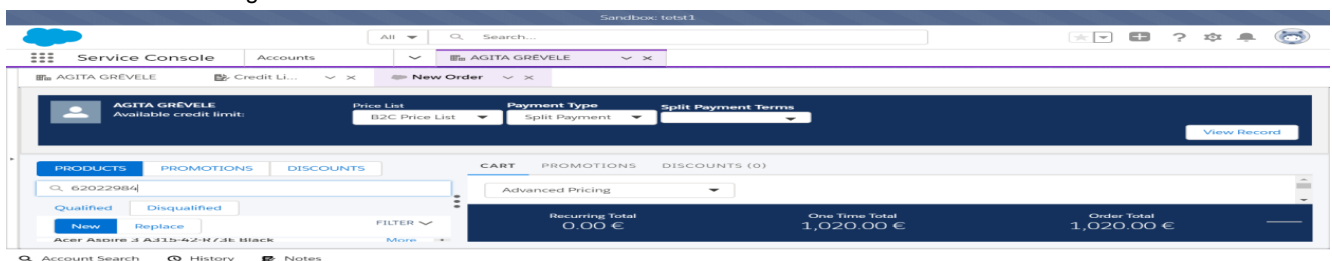 Sandbox: totst1
All
Search...
Service Console
Accounts
AGITA GRĒVELE
AGITA GRĒVELE
Credit Li...
New Order
AGITA GRĒVELE
Available credit limit:
Price List
B2C Price List
Payment Type
Split Payment
Split Payment Terms
View Record
PRODUCTS
PROMOTIONS
DISCOUNTS
62022984
Qualified
Disqualified
New
Replace
FILTER
Acer Aspire 3 A315-42-R73E Black
More
CART
PROMOTIONS
DISCOUNTS (0)
Advanced Pricing
Recurring Total
0.00 €
One Time Total
1,020.00 €
Order Total
1,020.00 €
Account Search
History
Notes